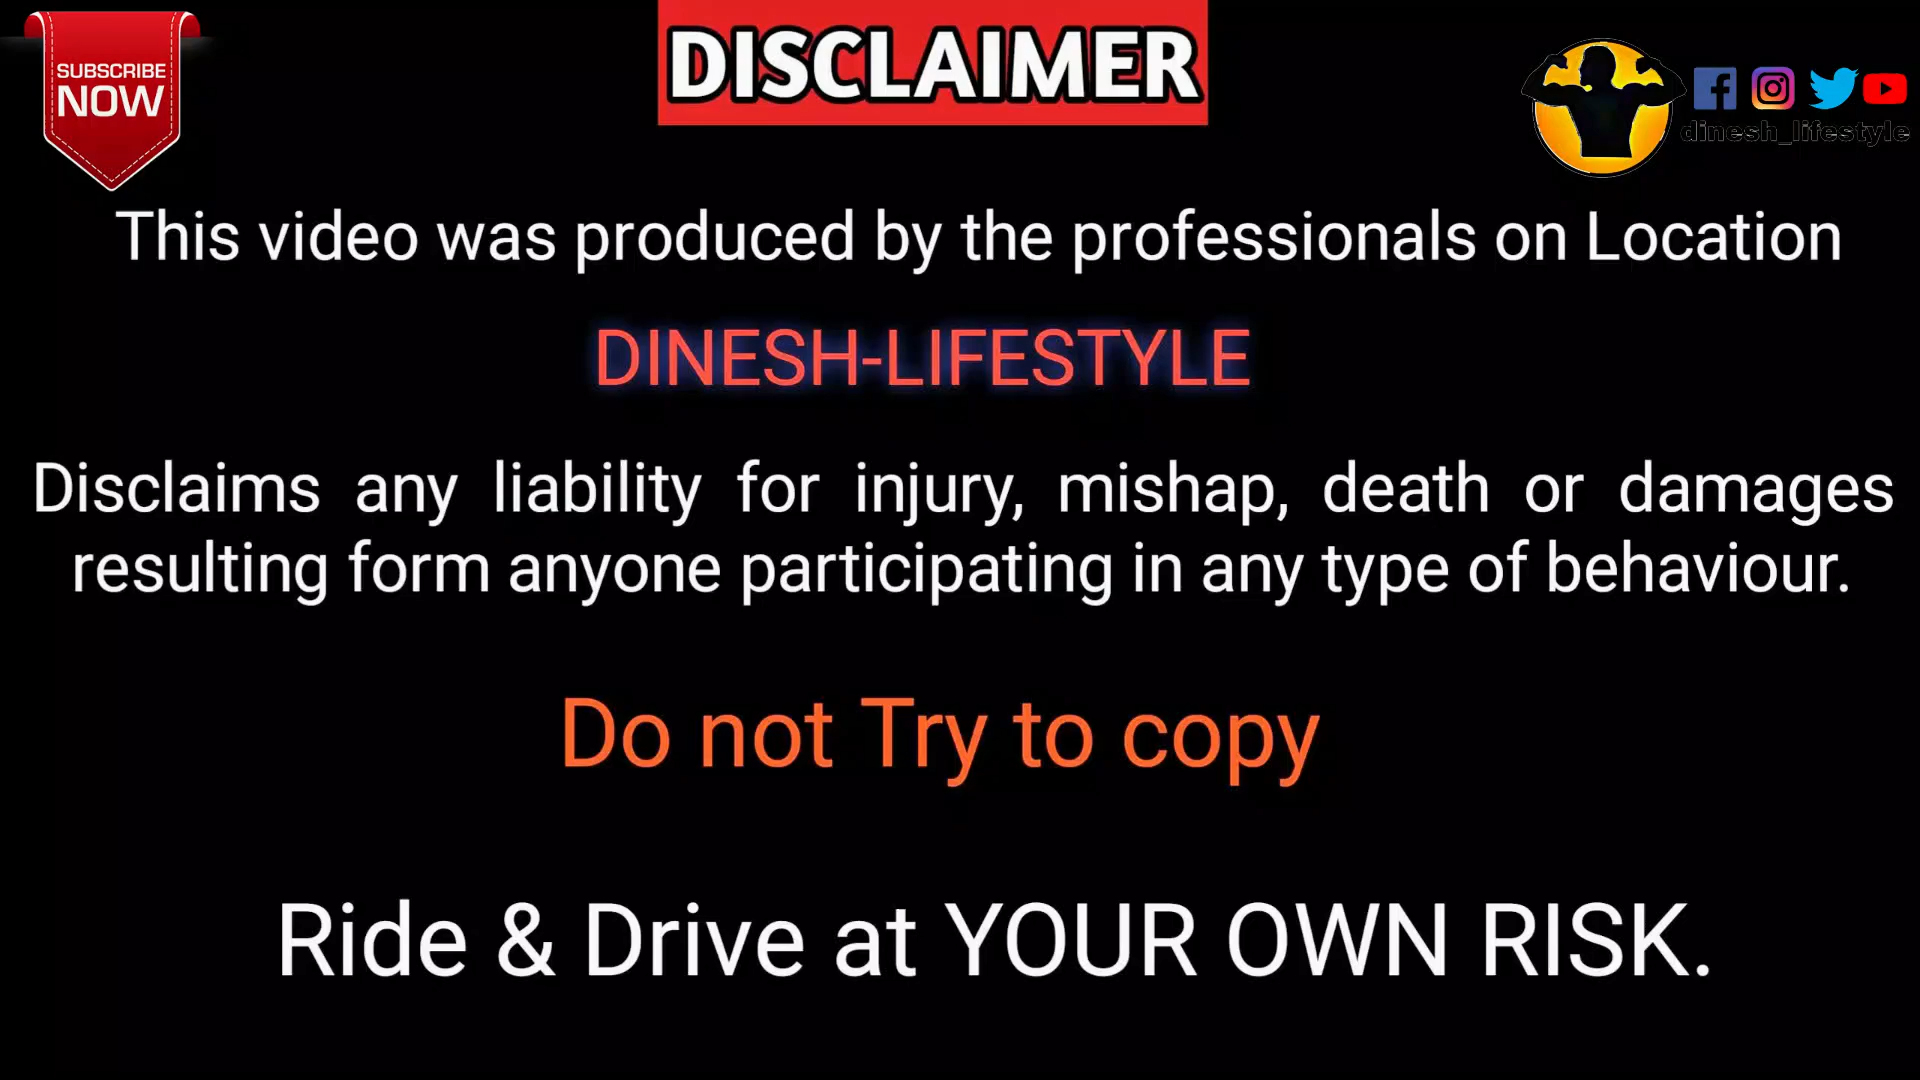 DISCLAIMER
SUBSCRIBE
NOW
dinesh_lifestyle
This video was produced by the professionals on Location
DINESH-LIFESTYLE
Disclaims any liability for injury, mishap, death or damages
resulting form anyone participating in any type of behaviour.
Do not Try to copy
Ride & Drive at YOUR OWN RISK.